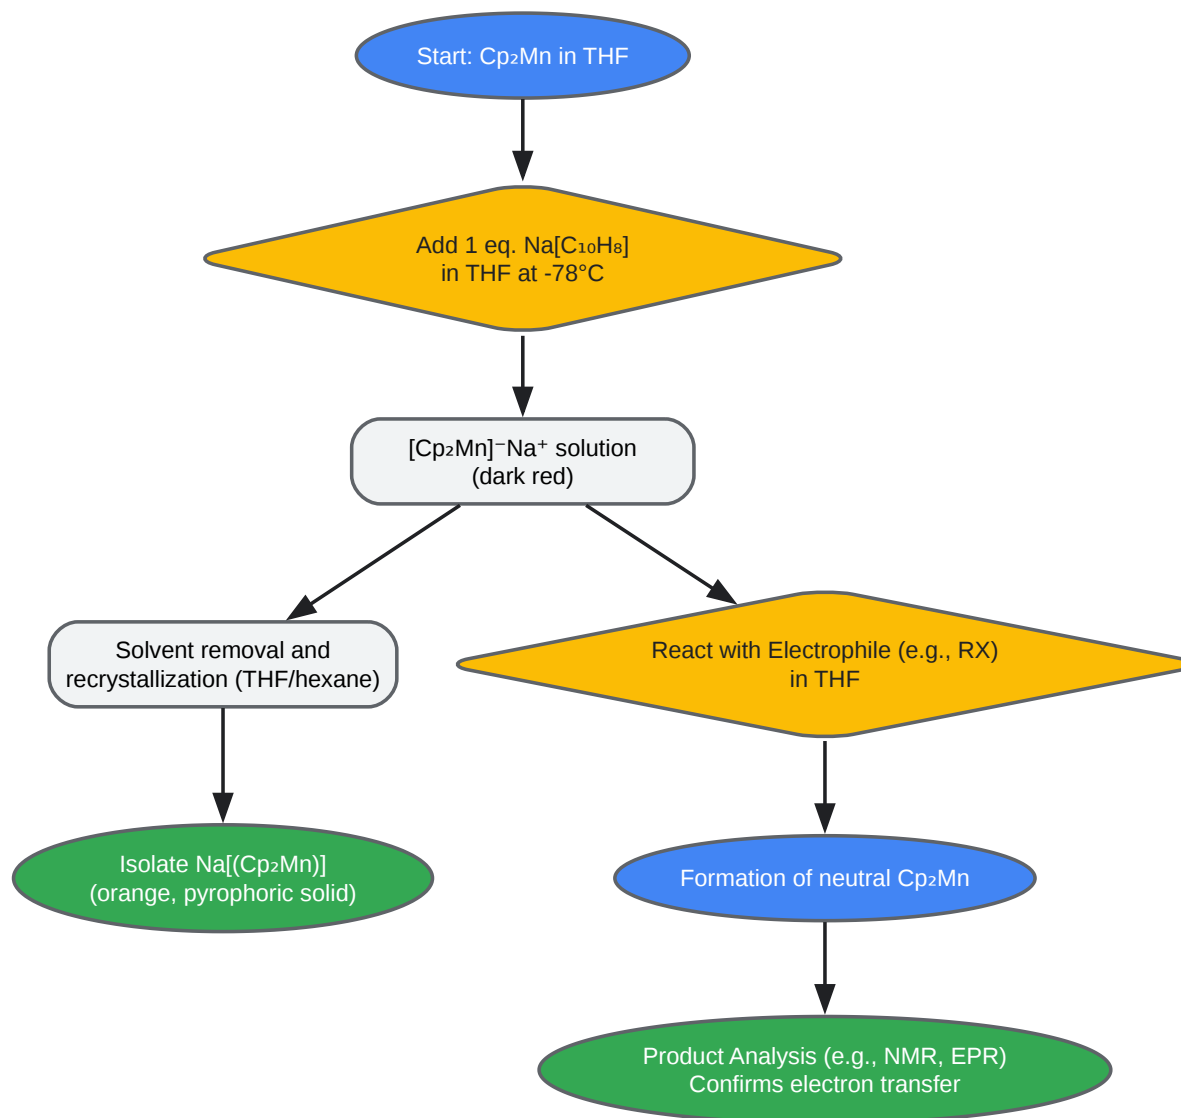 Start: Cp₂Mn in THF
Add 1 eq. Na[C₁₀H₈]
in THF at -78°C
[Cp₂Mn]⁻Na⁺ solution
(dark red)
Solvent removal and
recrystallization (THF/hexane)
React with Electrophile (e.g., RX)
in THF
Isolate Na[(Cp₂Mn)]
(orange, pyrophoric solid)
Formation of neutral Cp₂Mn
Product Analysis (e.g., NMR, EPR)
Confirms electron transfer